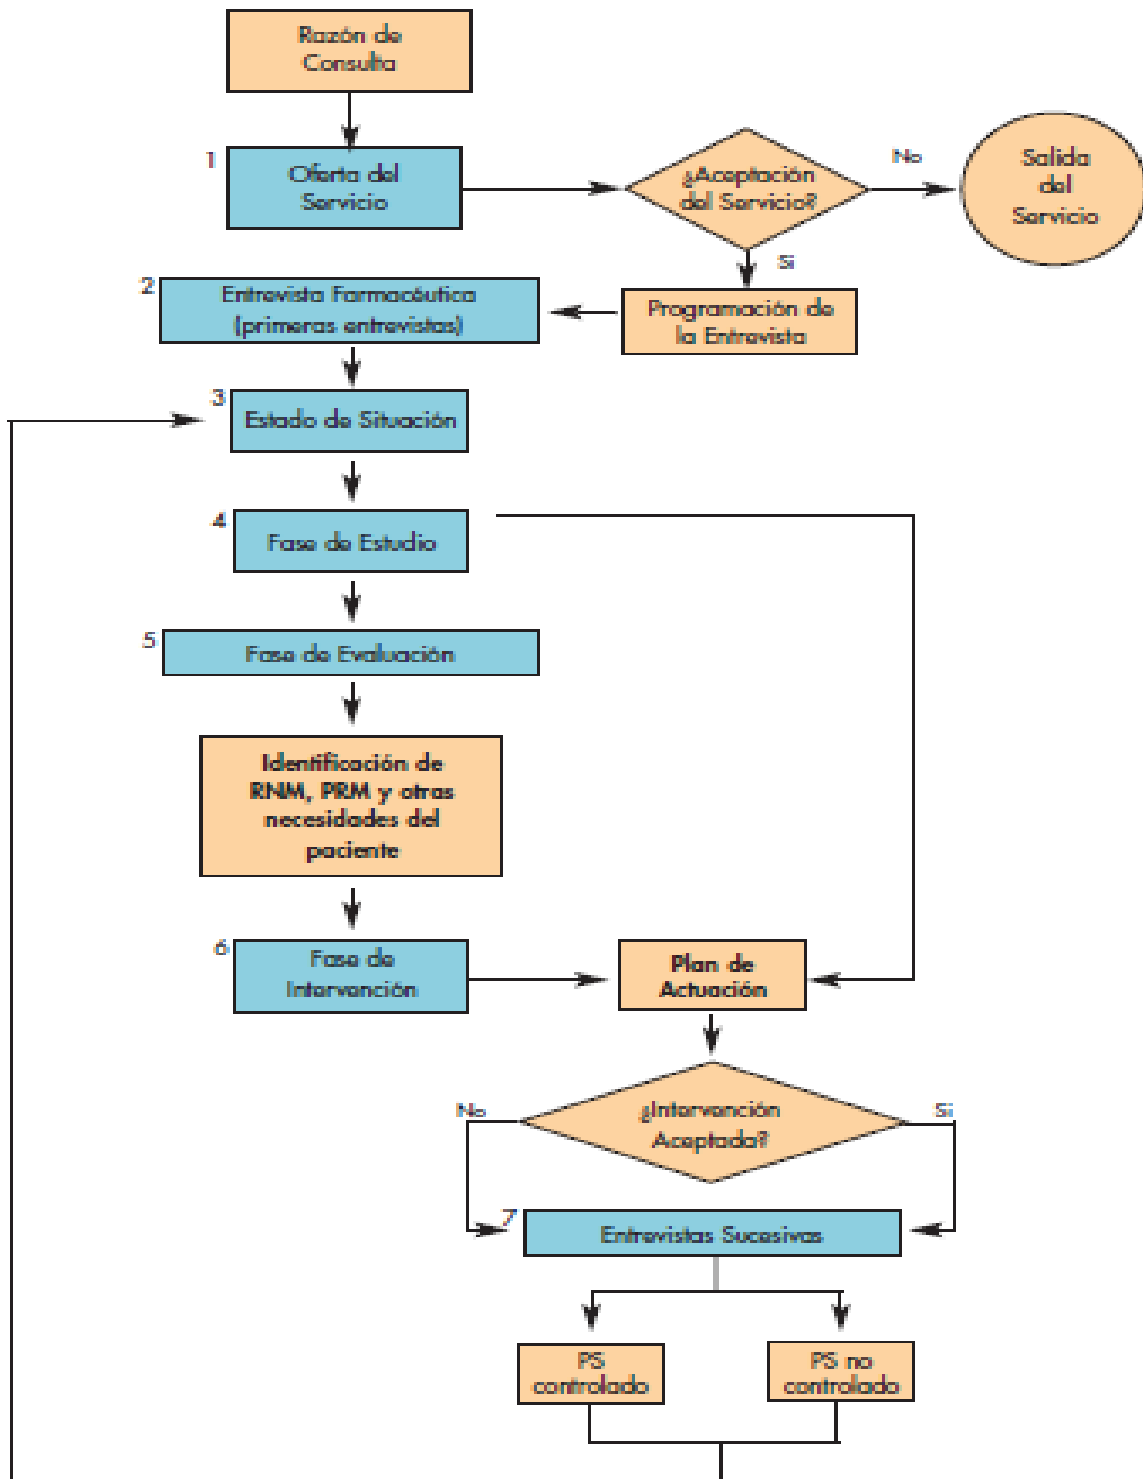 Razón de
Consulta
1
Oferta del
Servicio
¿Aceptación
del Servicio?
No
Salida
del
Servicio
Si
2
Entrevista Farmacéutica
(primeras entrevistas)
Programación de
la Entrevista
3
Estado de Situación
4
Fase de Estudio
5
Fase de Evaluación
Identificación de
RNM, PRM y otras
necesidades del
paciente
6
Fase de
Intervención
Plan de
Actuación
No
¿Intervención
Aceptada?
Si
7
Entrevistas Sucesivas
PS
controlado
PS no
controlado